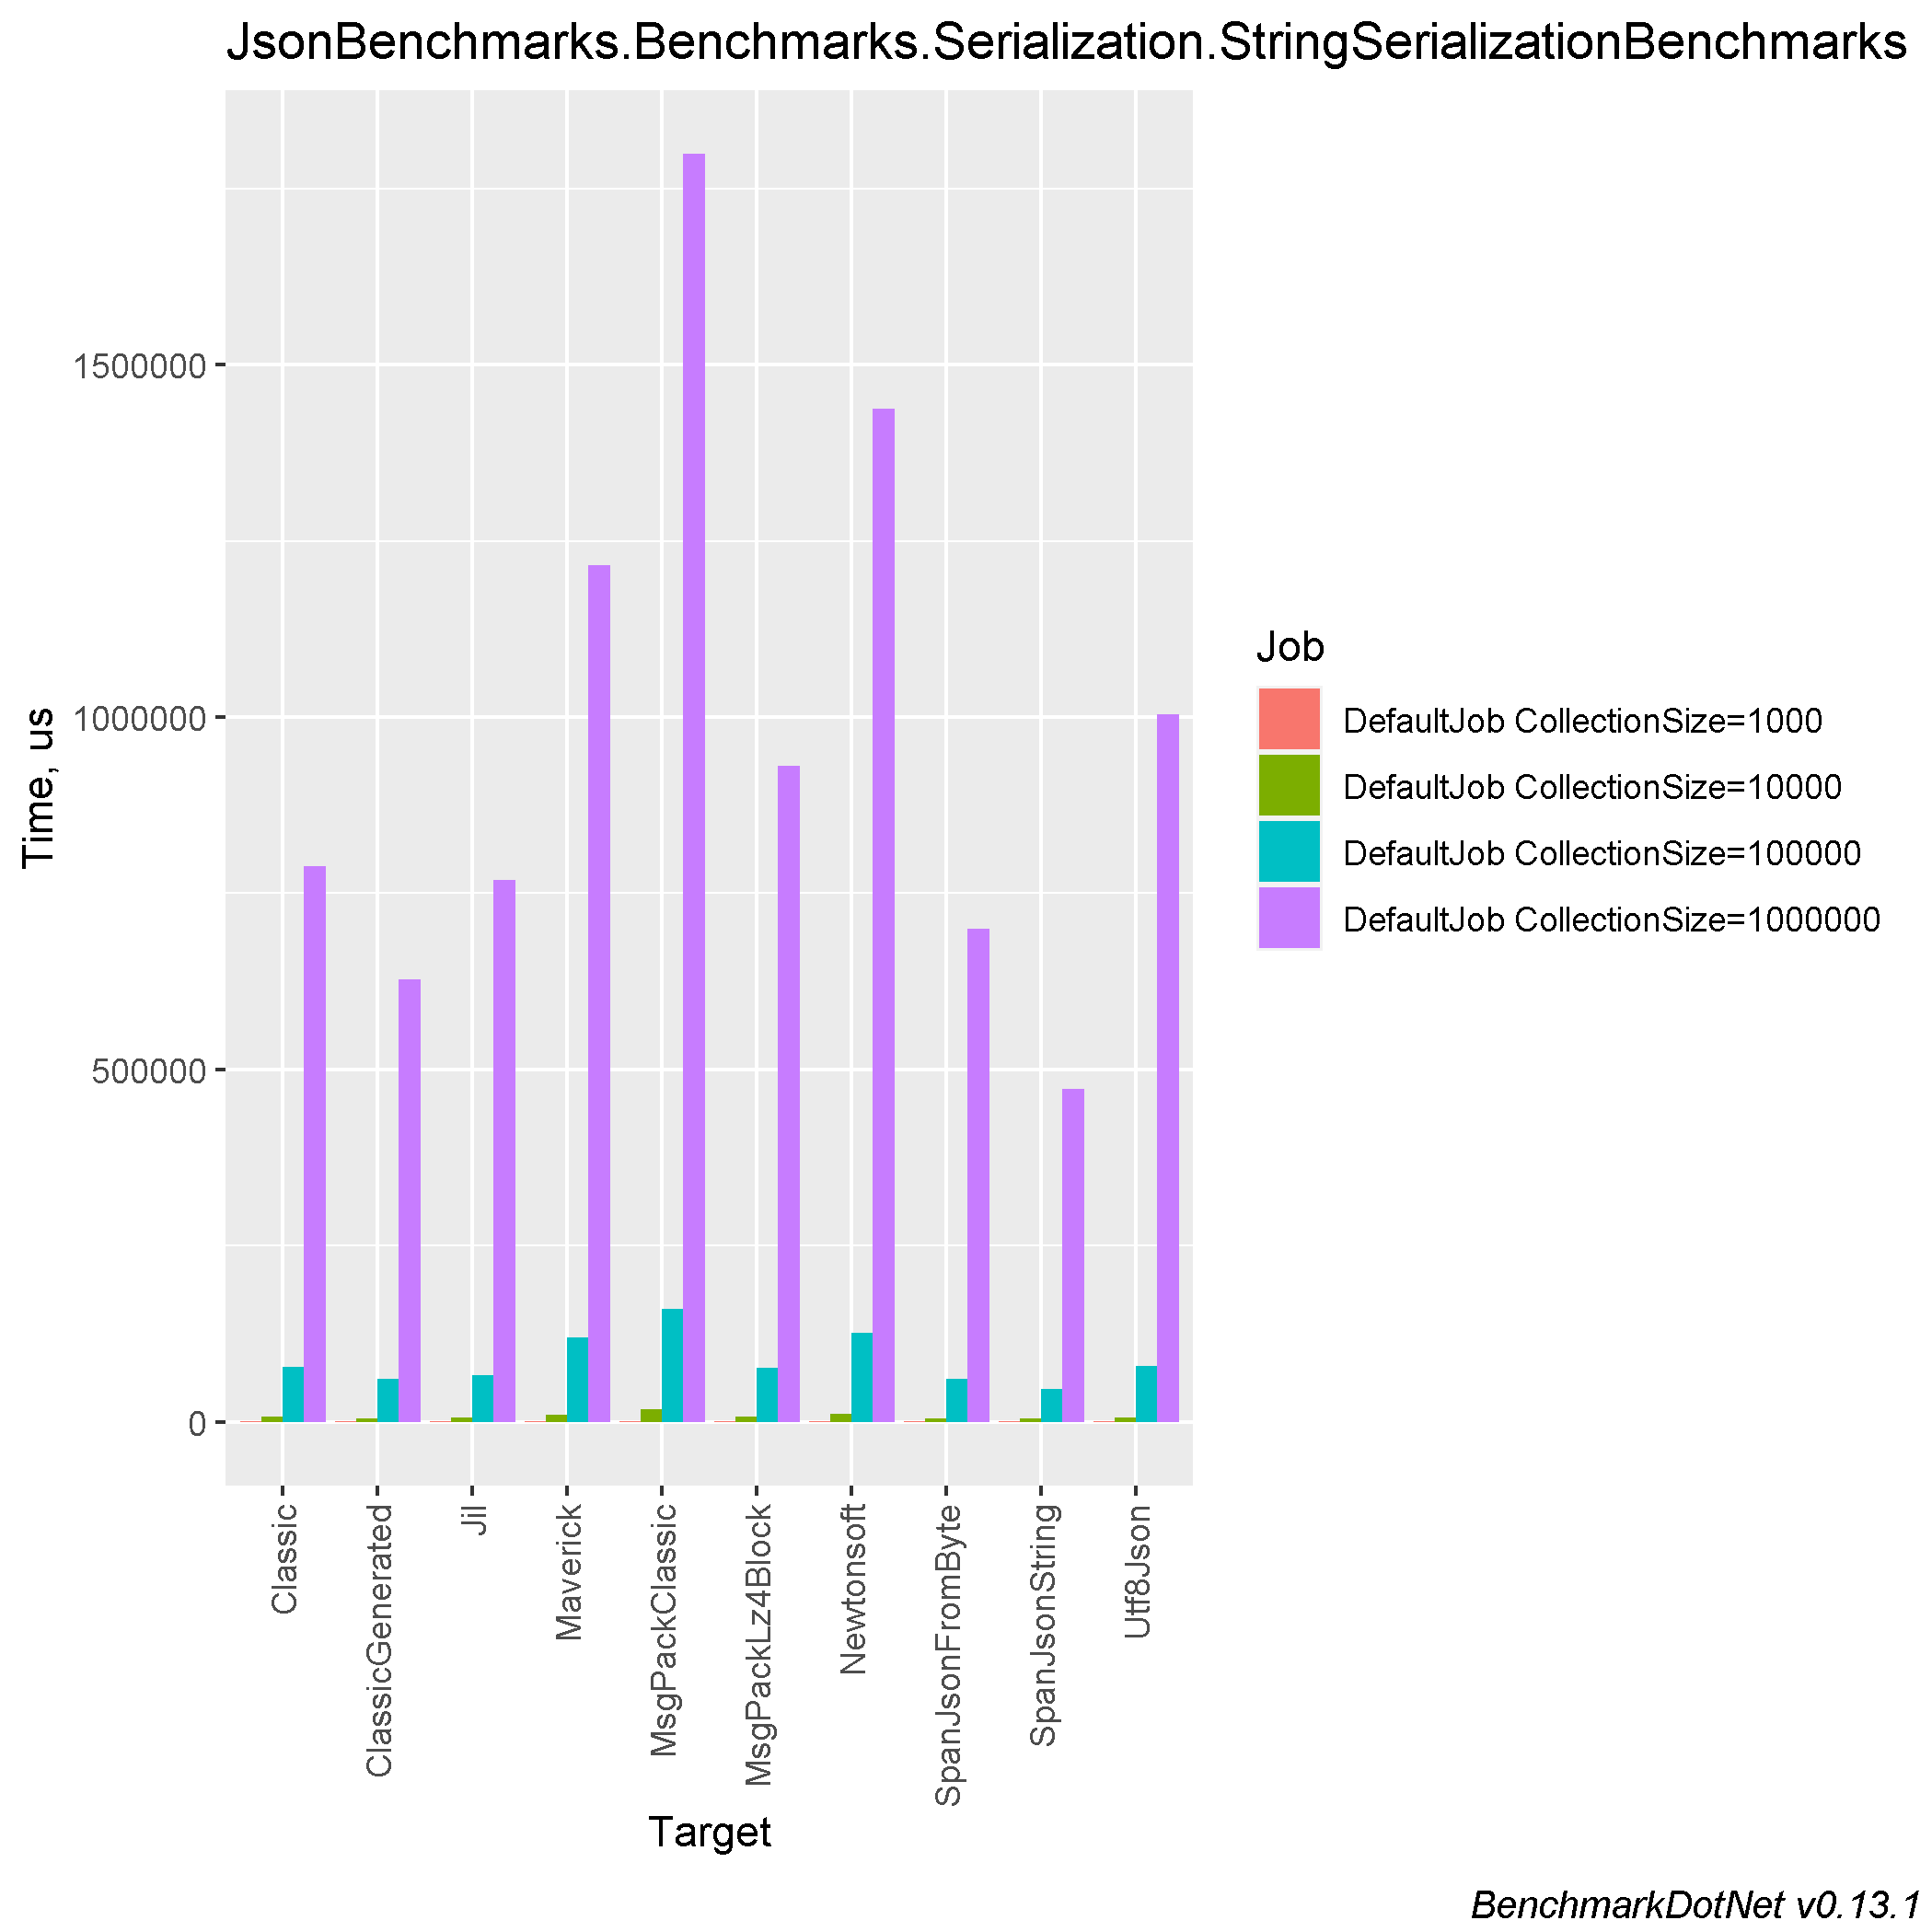 JsonBenchmarks.Benchmarks.Serialization.StringSerializationBenchmarks
Time, us
1500000
1000000
500000
0
Classic
ClassicGenerated
Jil
Maverick
MsgPackClassic
MsgPackLz4Block
Newtonsoft
SpanJsonFromByte
SpanJsonString
Utf8Json
Target
Job
DefaultJob CollectionSize=1000
DefaultJob CollectionSize=10000
DefaultJob CollectionSize=100000
DefaultJob CollectionSize=1000000
BenchmarkDotNet v0.13.1